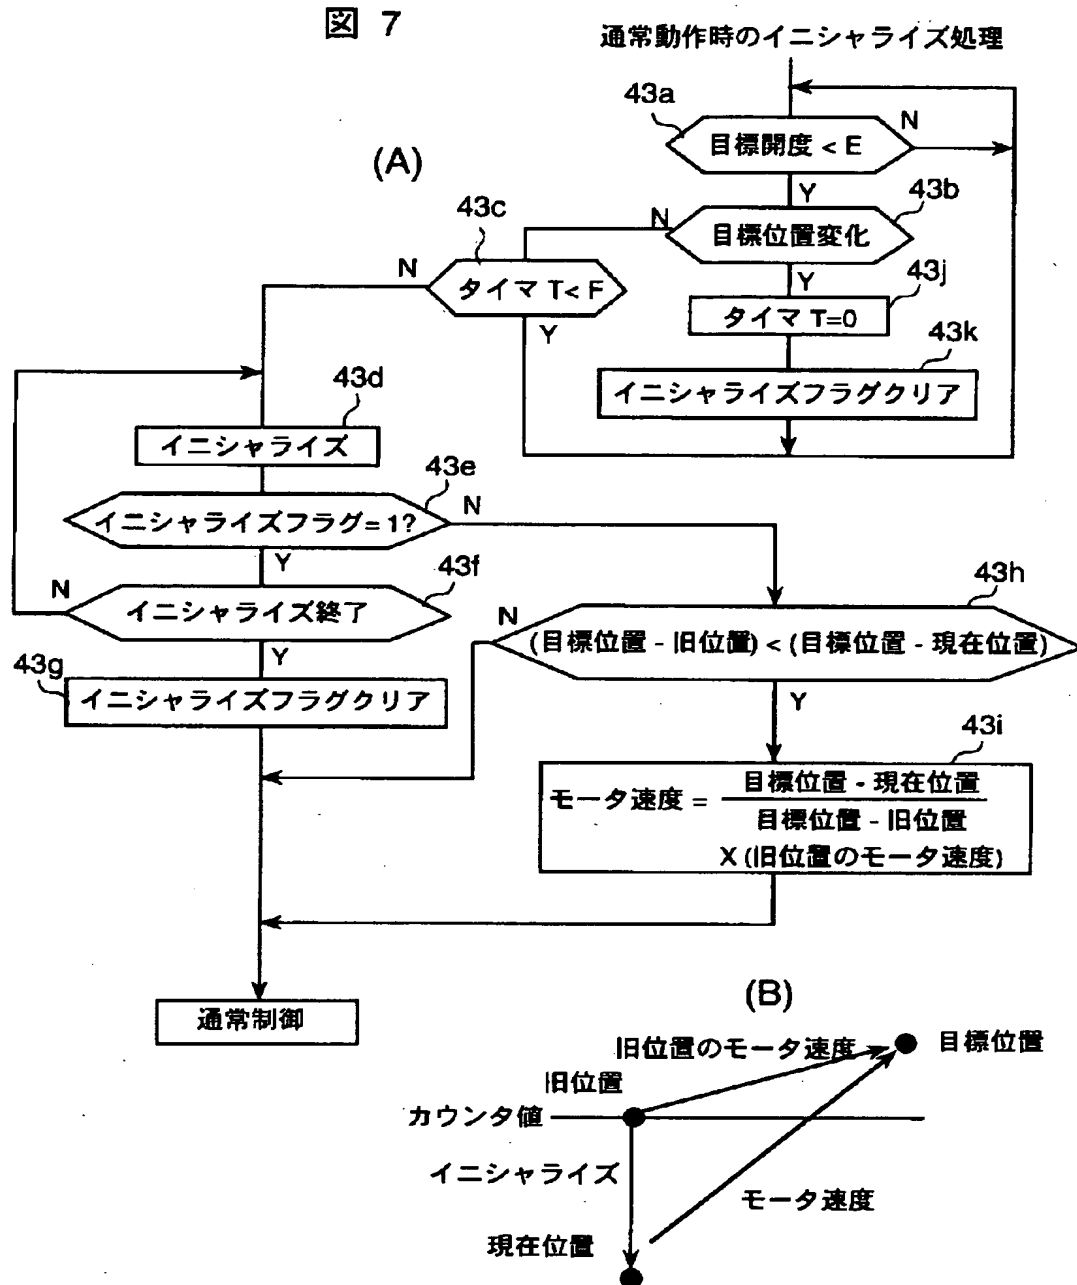 図 7
通常動作時のイニシャライズ処理
43a
目標開度 < E
N
(A)
Y
43b
43c
N
目標位置変化
N
タイマ T< F
Y
43j
タイマ T=0
Y
43k
イニシャライズフラグクリア
43d
イニシャライズ
43e
イニシャライズフラグ= 1?
N
Y
43f
N
イニシャライズ終了
43h
N
(目標位置 - 旧位置) < (目標位置 - 現在位置)
Y
43g
イニシャライズフラグクリア
Y
43i
モータ速度 =
目標位置 - 現在位置
目標位置 - 旧位置
X (旧位置のモータ速度)
通常制御
(B)
旧位置のモータ速度
目標位置
旧位置
カウンタ値
イニシャライズ
モータ速度
現在位置